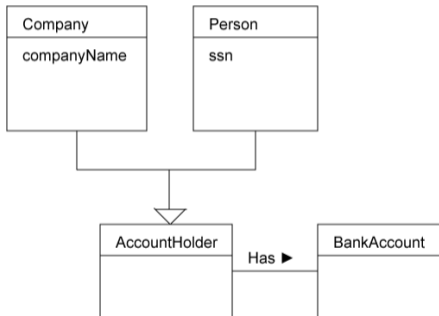 Company
companyName
Person
ssn
AccountHolder
Has ►
BankAccount